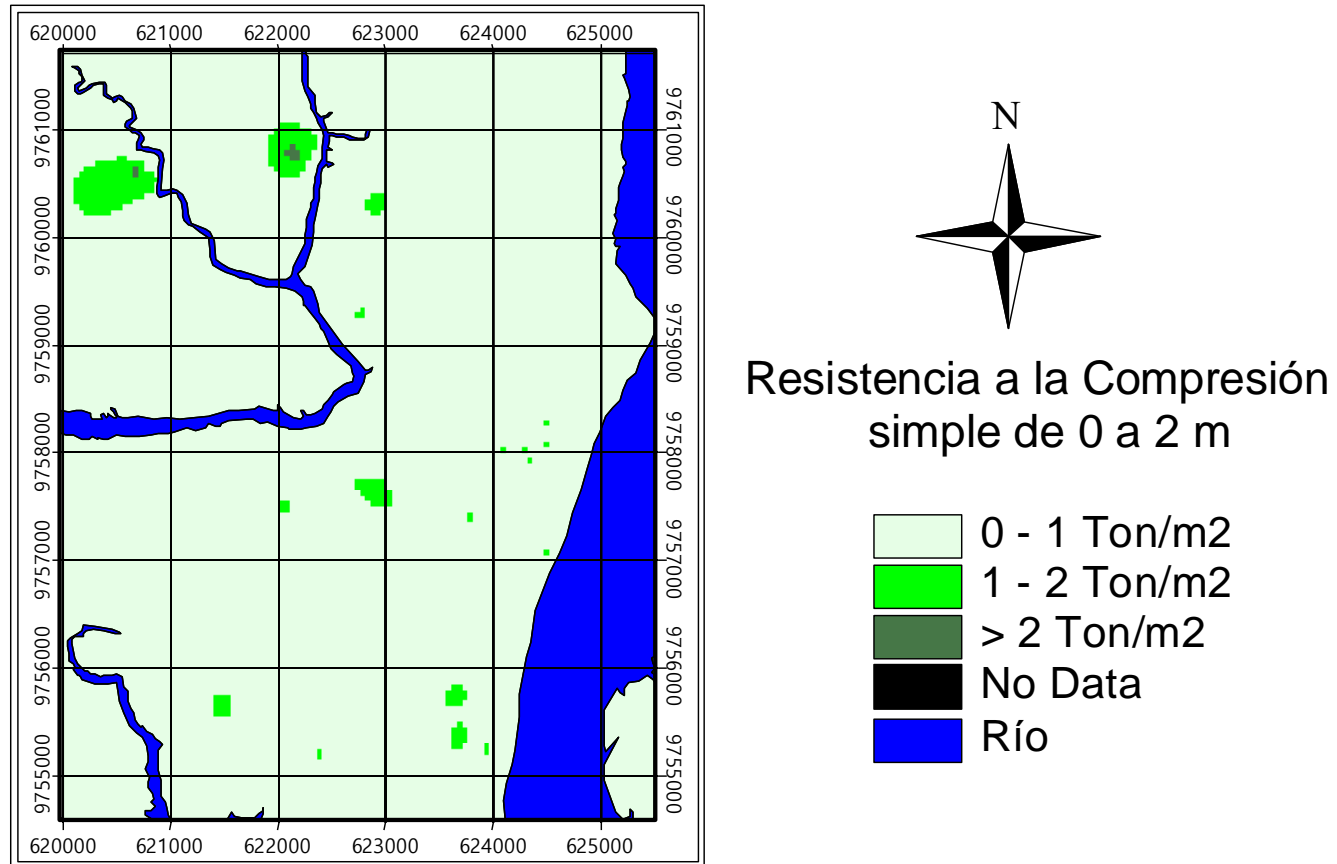 620000 621000 622000 623000 624000 625000
9761000
9760000
9759000
9758000
9757000
9756000
9755000
9761000
9760000
9759000
9758000
9757000
9756000
9755000
620000 621000 622000 623000 624000 625000
N
Resistencia a la Compresión
simple de 0 a 2 m
0 - 1 Ton/m2
1 - 2 Ton/m2
> 2 Ton/m2
No Data
Río